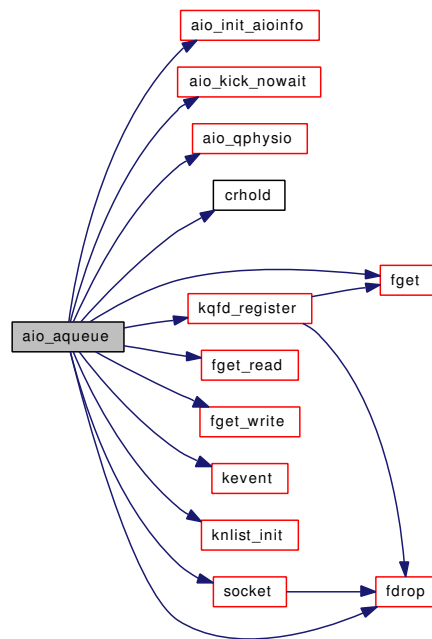 aio_init_aioinfo
aio_kick_nowait
aio_qphysio
crhold
fget
kqfd_register
aio_aqueue
fget_read
fget_write
kevent
knlist_init
socket
fdrop